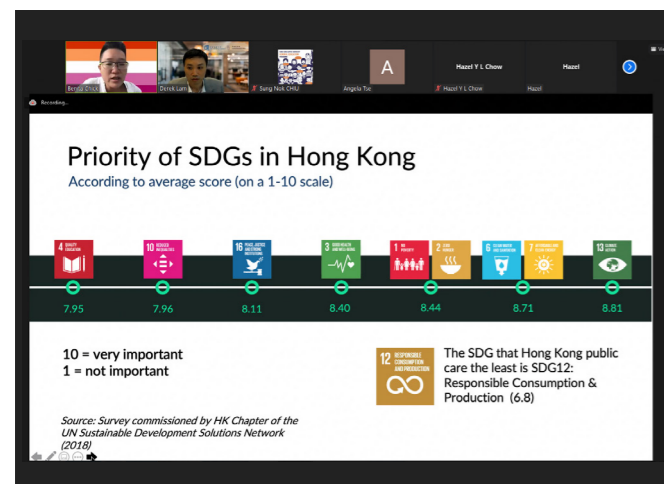 View
A
Hazel Y L Chow
Hazel
Benita Chick
Derek Lam
Sung Nok CHIU
Angela Tse
Hazel Y L Chow
Hazel
Recording...
Priority of SDGs in Hong Kong
According to average score (on a 1-10 scale)
4 QUALITY EDUCATION
10 REDUCED INEQUALITIES
16 PEACE, JUSTICE AND STRONG INSTITUTIONS
3 GOOD HEALTH AND WELL-BEING
1 NO POVERTY
2 ZERO HUNGER
6 CLEAN WATER AND SANITATION
7 AFFORDABLE AND CLEAN ENERGY
13 CLIMATE ACTION
7.95
7.96
8.11
8.40
8.44
8.71
8.81
10 = very important
1 = not important
12 RESPONSIBLE
CONSUMPTION
AND PRODUCTION
The SDG that Hong Kong public
care the least is SDG12:
Responsible Consumption &
Production (6.8)
Source: Survey commissioned by HK Chapter of the
UN Sustainable Development Solutions Network
(2018)